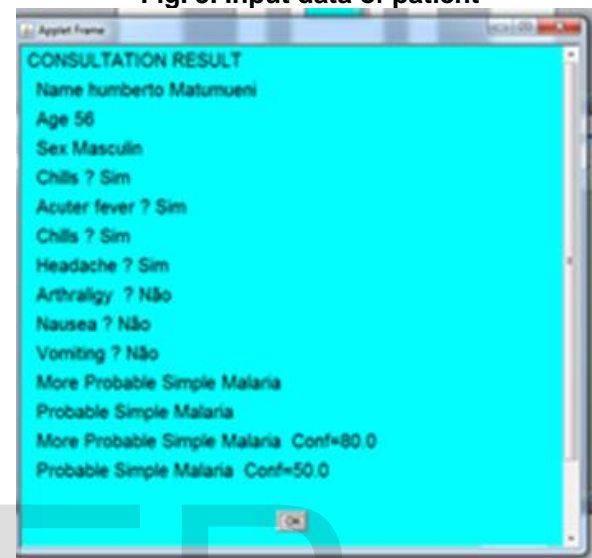 Fig. 6. Input data of patient
Applet Frame
CONSULTATION RESULT
Name humberto Matumueni
Age 56
Sex Masculin
Chills ? Sim
Acuter fever ? Sim
Chills ? Sim
Headache ? Sim
Arthraligy ? Não
Nausea ? Não
Vomiting ? Não
More Probable Simple Malaria
Probable Simple Malaria
More Probable Simple Malaria Conf=80.0
Probable Simple Malaria Conf=50.0
OK